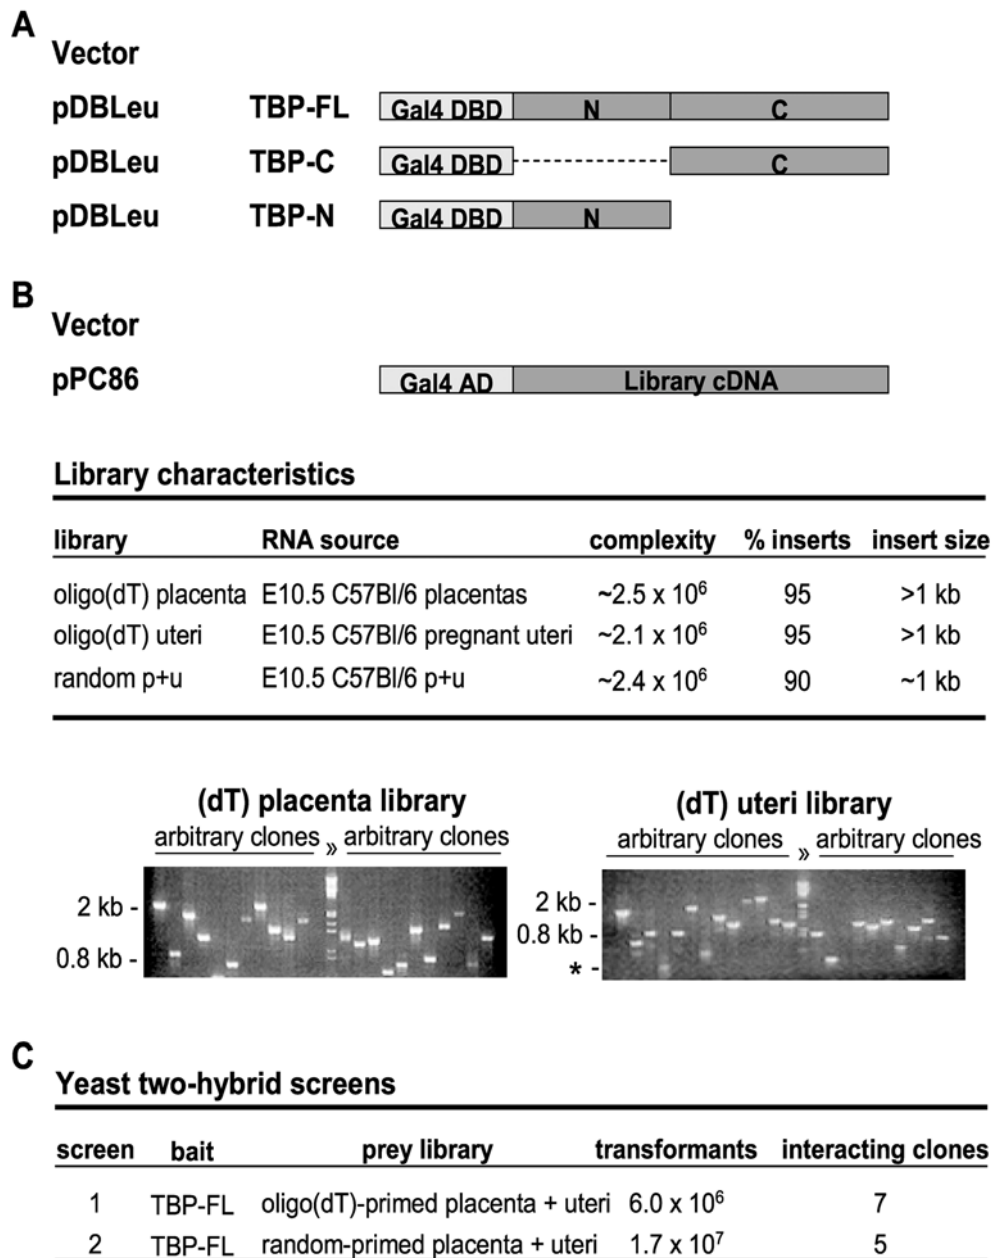 A
Vector
pDBLeu TBP-FL Gal4 DBD N C
pDBLeu TBP-C Gal4 DBD C
pDBLeu TBP-N Gal4 DBD N
B
Vector
pPC86 Gal4 AD Library cDNA
Library characteristics
library RNA source complexity % inserts insert size
oligo(dT) placenta E10.5 C57Bl/6 placentas ~2.5 x 10⁶ 95 >1 kb
oligo(dT) uteri E10.5 C57Bl/6 pregnant uteri ~2.1 x 10⁶ 95 >1 kb
random p+u E10.5 C57Bl/6 p+u ~2.4 x 10⁶ 90 ~1 kb
(dT) placenta library (dT) uteri library
arbitrary clones » arbitrary clones arbitrary clones » arbitrary clones
2 kb - 2 kb -
0.8 kb - 0.8 kb -
* -
C
Yeast two-hybrid screens
screen bait prey library transformants interacting clones
1 TBP-FL oligo(dT)-primed placenta + uteri 6.0 x 10⁶ 7
2 TBP-FL random-primed placenta + uteri 1.7 x 10⁷ 5